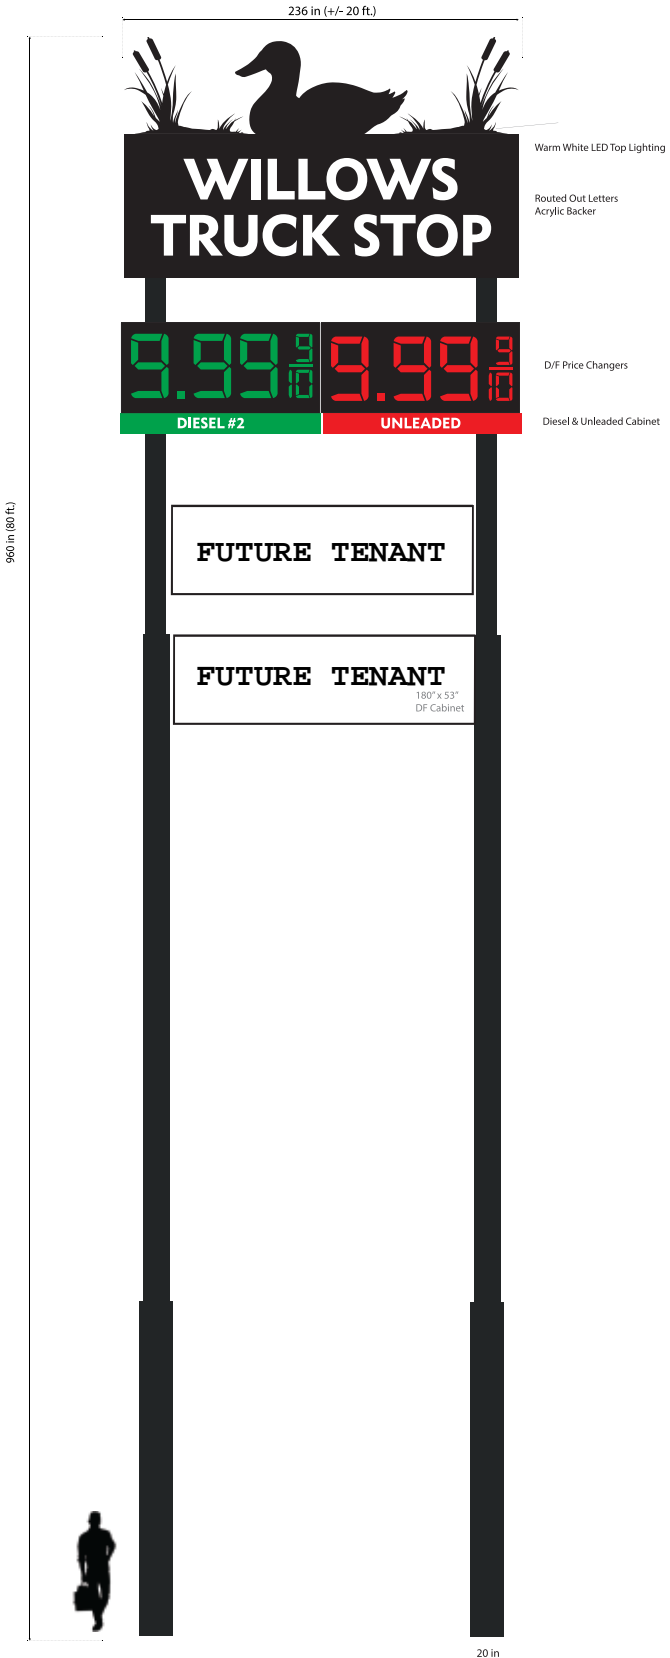 236 in (+/- 20 ft.)
Warm White LED Top Lighting
WILLOWS
TRUCK STOP
Routed Out Letters
Acrylic Backer
9.99 9/10
9.99 9/10
D/F Price Changers
DIESEL #2
UNLEADED
Diesel & Unleaded Cabinet
960 in (80 ft.)
FUTURE TENANT
FUTURE TENANT
180” x 53”
DF Cabinet
20 in